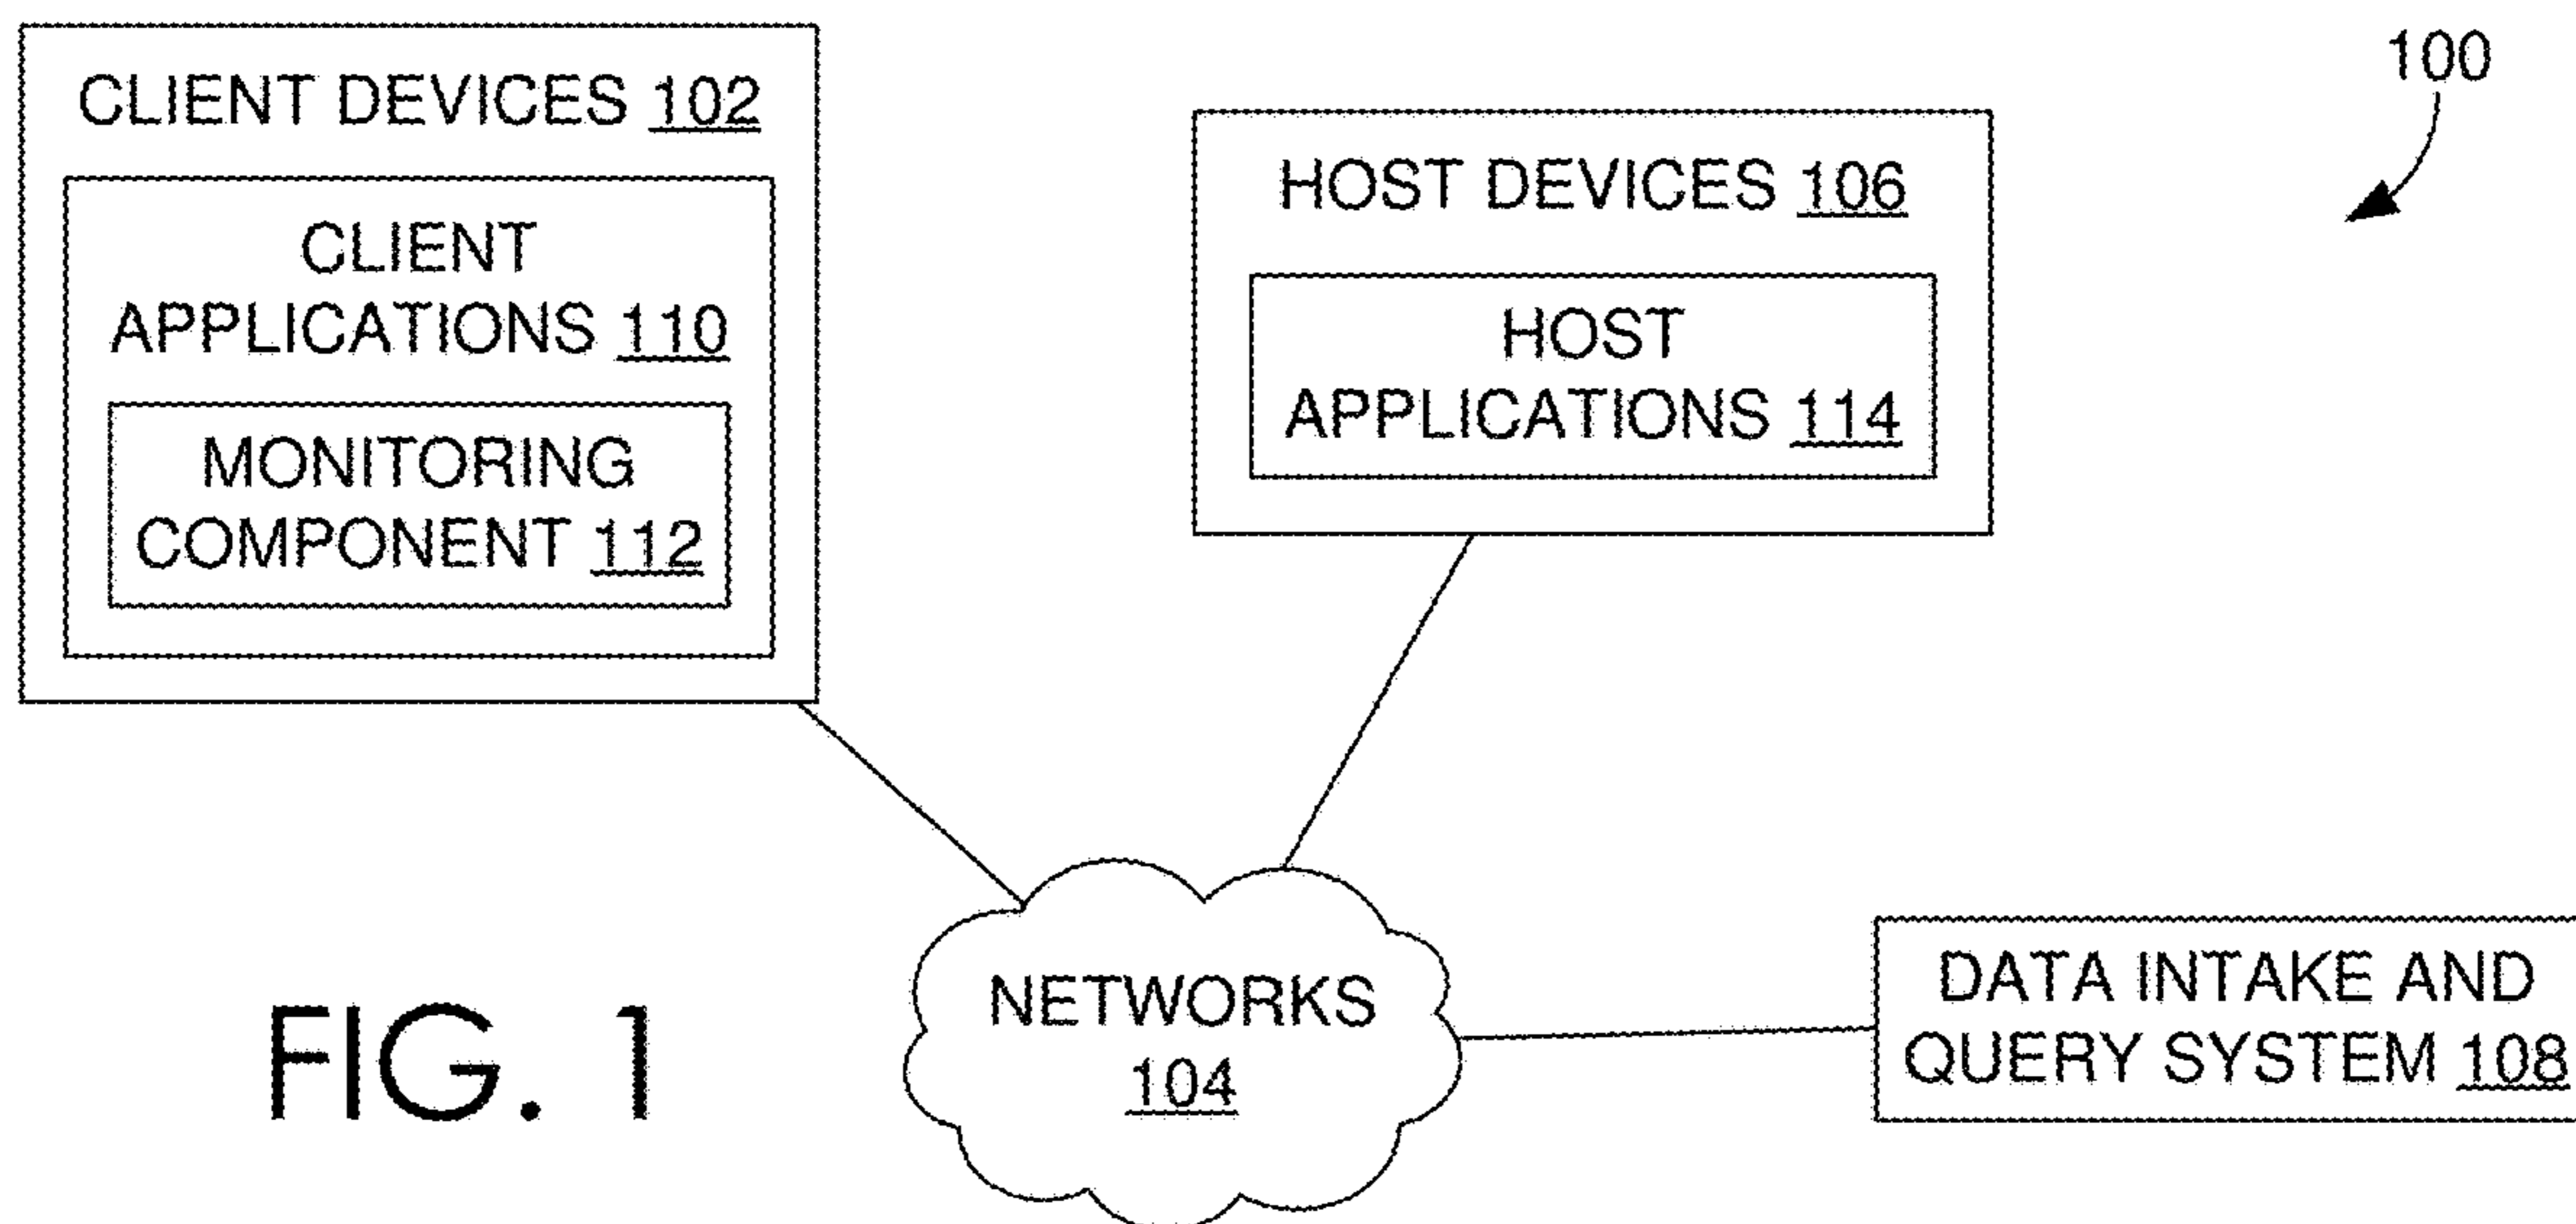 CLIENT DEVICES 102
CLIENT
APPLICATIONS 110
MONITORING
COMPONENT 112
100
HOST DEVICES 106
HOST
APPLICATIONS 114
NETWORKS
104
DATA INTAKE AND
QUERY SYSTEM 108
FIG. 1